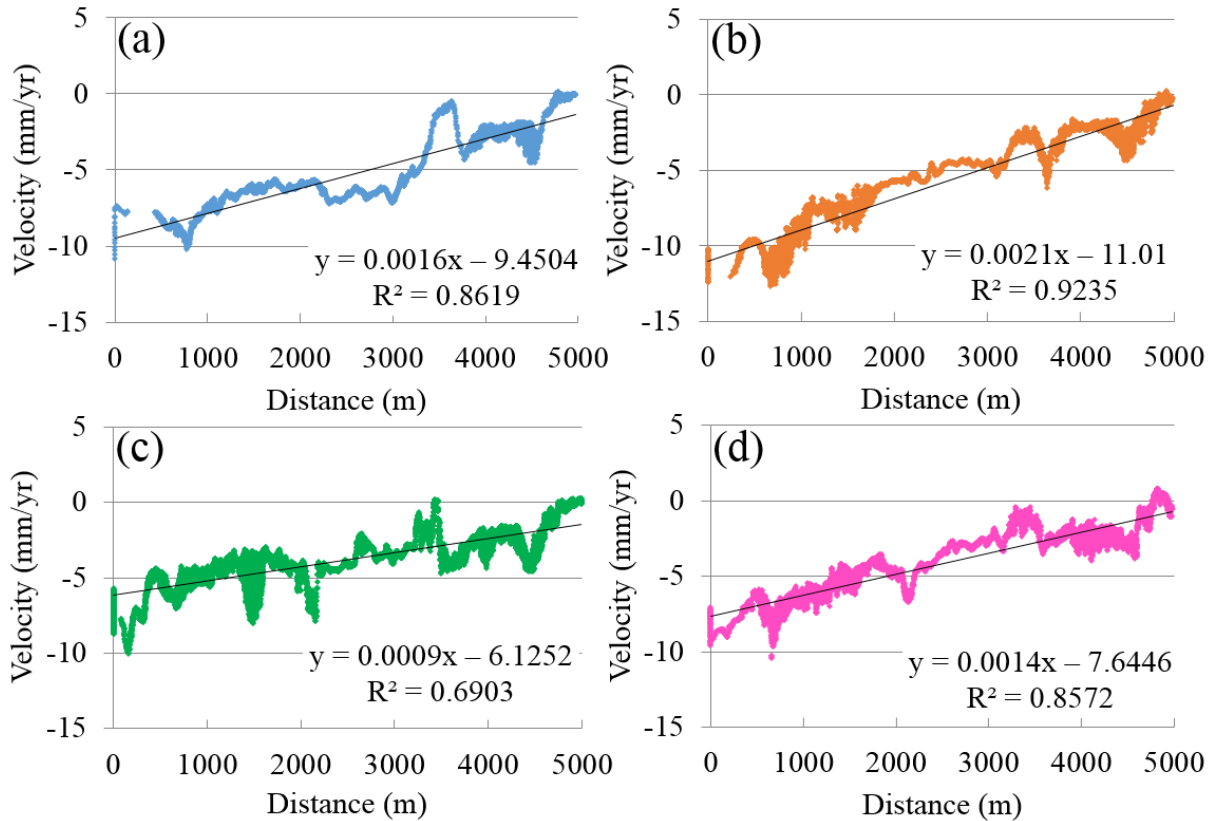 (a)
5
0
-5
-10
-15
Velocity (mm/yr)
y = 0.0016x – 9.4504
R² = 0.8619
0 1000 2000 3000 4000 5000
Distance (m)
(b)
5
0
-5
-10
-15
Velocity (mm/yr)
y = 0.0021x – 11.01
R² = 0.9235
0 1000 2000 3000 4000 5000
Distance (m)
(c)
5
0
-5
-10
-15
Velocity (mm/yr)
y = 0.0009x – 6.1252
R² = 0.6903
0 1000 2000 3000 4000 5000
Distance (m)
(d)
5
0
-5
-10
-15
Velocity (mm/yr)
y = 0.0014x – 7.6446
R² = 0.8572
0 1000 2000 3000 4000 5000
Distance (m)